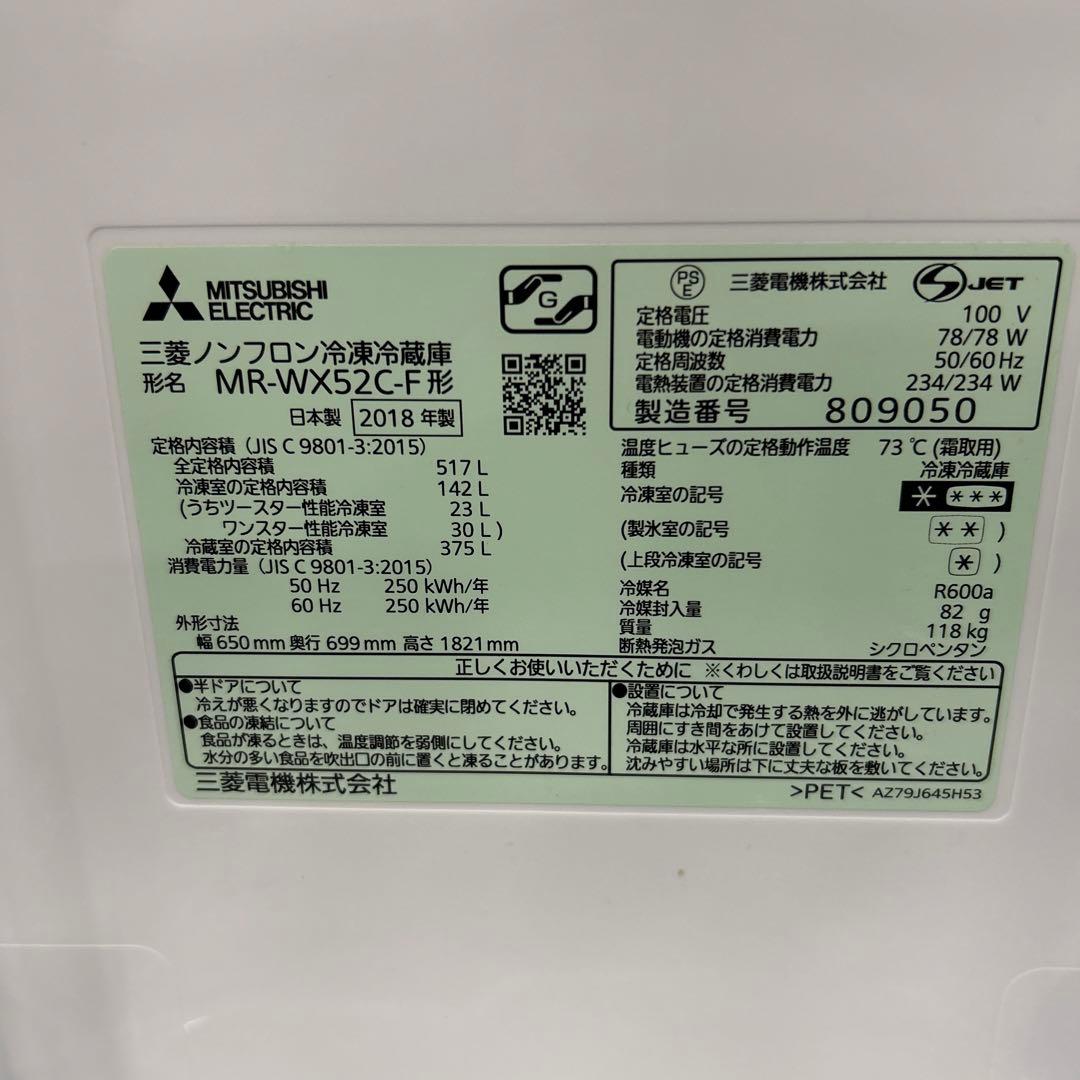 MITSUBISHI
ELECTRIC
G
三菱ノンフロン冷凍冷蔵庫
形名 MR-WX52C-F形
日本製 2018年製
定格内容積 (JIS C 9801-3:2015)
全定格内容積 517 L
冷凍室の定格内容積 142 L
(うちツースター性能冷凍室 23 L
ワンスター性能冷凍室 30 L)
冷蔵室の定格内容積 375 L
消費電力量 (JIS C 9801-3:2015)
50 Hz 250 kWh/年
60 Hz 250 kWh/年
外形寸法
幅 650 mm 奥行 699 mm 高さ 1821 mm
PS
E
三菱電機株式会社 JET
定格電圧 100 V
電動機の定格消費電力 78/78 W
定格周波数 50/60 Hz
電熱装置の定格消費電力 234/234 W
製造番号 809050
温度ヒューズの定格動作温度 73℃(霜取用)
種類 冷凍冷蔵庫
冷凍室の記号 * ***
(製氷室の記号 ** )
(上段冷凍室の記号 * )
冷媒名 R600a
冷媒封入量 82 g
質量 118 kg
断熱発泡ガス シクロペンタン
正しくお使いいただくために ※くわしくは取扱説明書をご覧ください
●半ドアについて
冷えが悪くなりますのでドアは確実に閉めてください。
●食品の凍結について
食品が凍るときは、温度調節を弱側にしてください。
水分の多い食品を吹出口の前に置くと凍ることがあります。
●設置について
冷蔵庫は冷却で発生する熱を外に逃がしています。
周囲にすき間をあけて設置してください。
冷蔵庫は水平な所に設置してください。
沈みやすい場所は下に丈夫な板を敷いてください。
三菱電機株式会社
>PET< AZ79J645H53